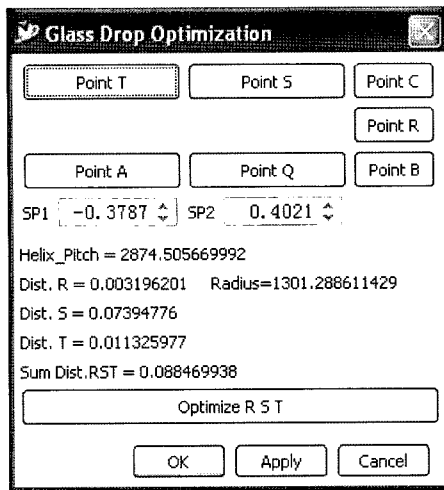 Glass Drop Optimization
Point T Point S Point C
Point R
Point A Point Q Point B
SP1 -0.3787 SP2 0.4021
Helix_Pitch = 2874.505669992
Dist. R = 0.003196201 Radius=1301.288611429
Dist. S = 0.07394776
Dist. T = 0.011325977
Sum Dist.RST = 0.088469938
Optimize R S T
OK Apply Cancel